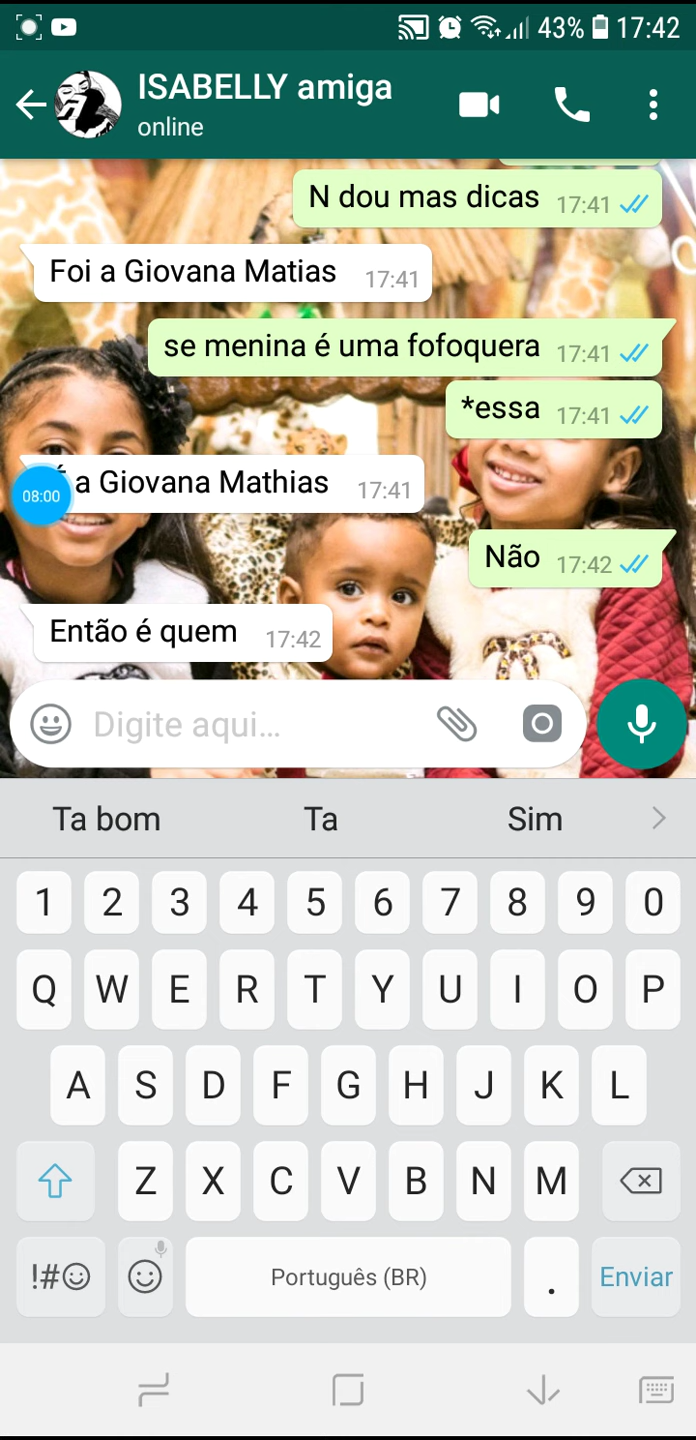 43% 17:42
ISABELLY amiga
online
N dou mas dicas 17:41
Foi a Giovana Matias 17:41
se menina é uma fofoquera 17:41
*essa 17:41
É a Giovana Mathias 17:41
08:00
Não 17:42
Então é quem 17:42
Digite aqui...
Ta bom Ta Sim
1 2 3 4 5 6 7 8 9 0
Q W E R T Y U I O P
A S D F G H J K L
Z X C V B N M
!#☺ Português (BR) . Enviar